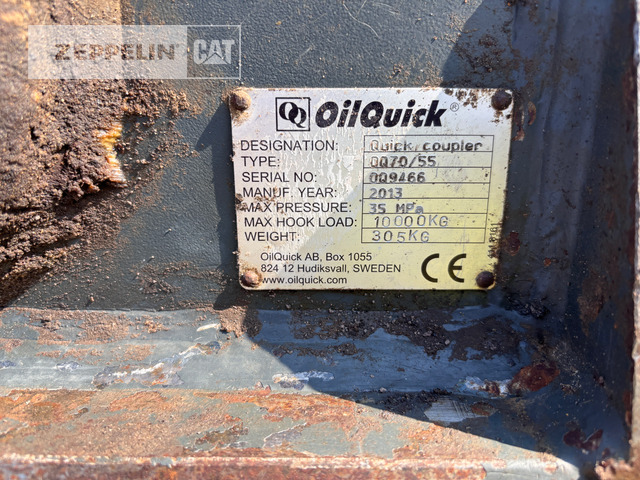 ZEPPELIN CAT
OilQuick®
DESIGNATION: Quick coupler
TYPE: OQ70/55
SERIAL NO: OQ9466
MANUF. YEAR: 2013
MAX PRESSURE: 35 MPa
MAX HOOK LOAD: 10000KG
WEIGHT: 305KG
OilQuick AB, Box 1055
824 12 Hudiksvall, SWEDEN
www.oilquick.com
CE